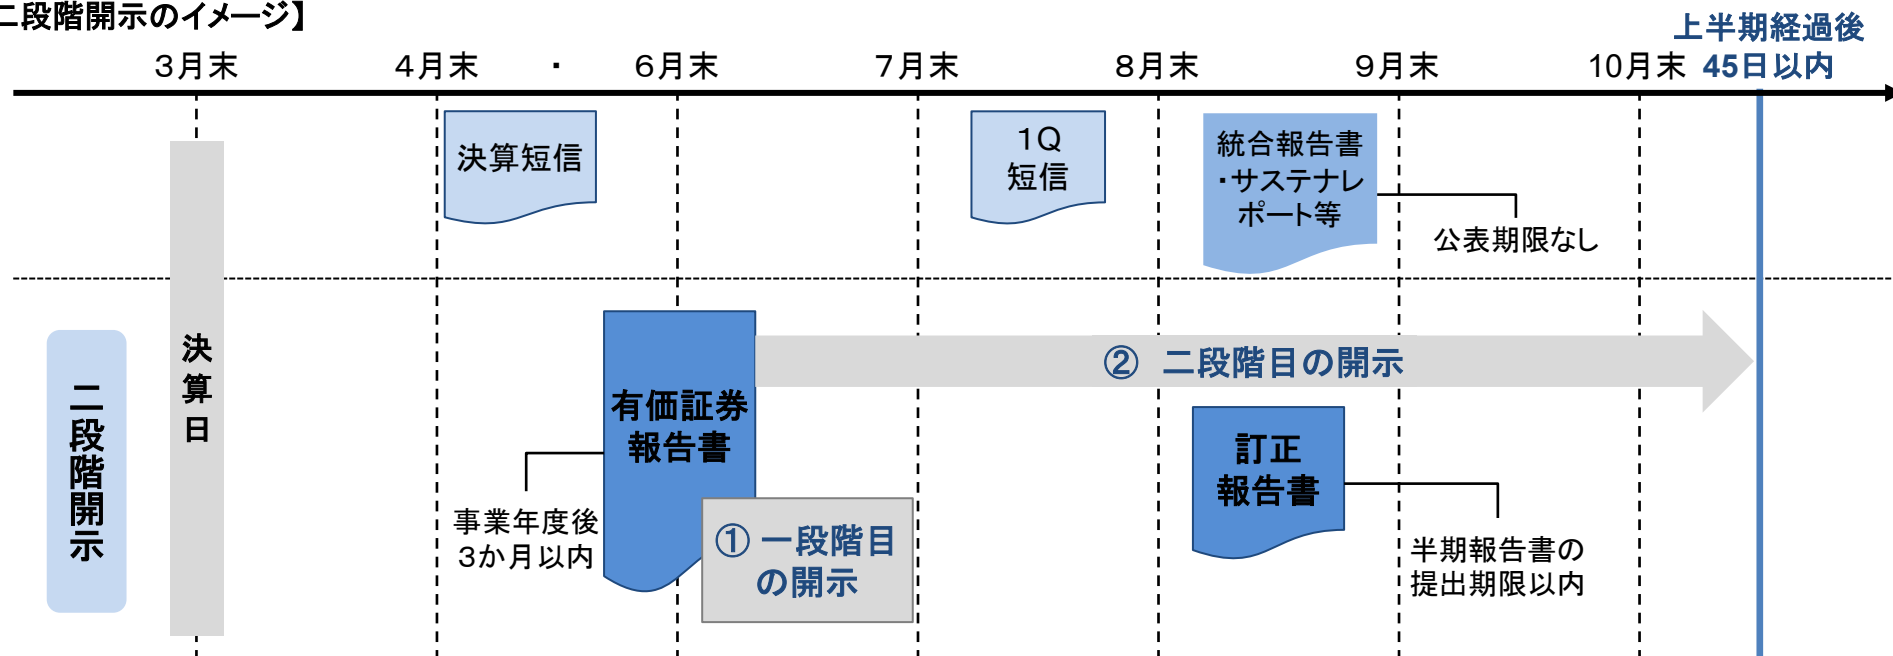 二段階開示のイメージ】
3月末
4月末
・
6月末
7月末
8月末
9月末
10月末
上半期経過後
45日以内
決算短信
1Q
短信
統合報告書
・サステナレ
ポート等
公表期限なし
二段階開示
決算日
有価証券
報告書
事業年度後
3か月以内
① 一段階目
の開示
② 二段階目の開示
訂正
報告書
半期報告書の
提出期限以内